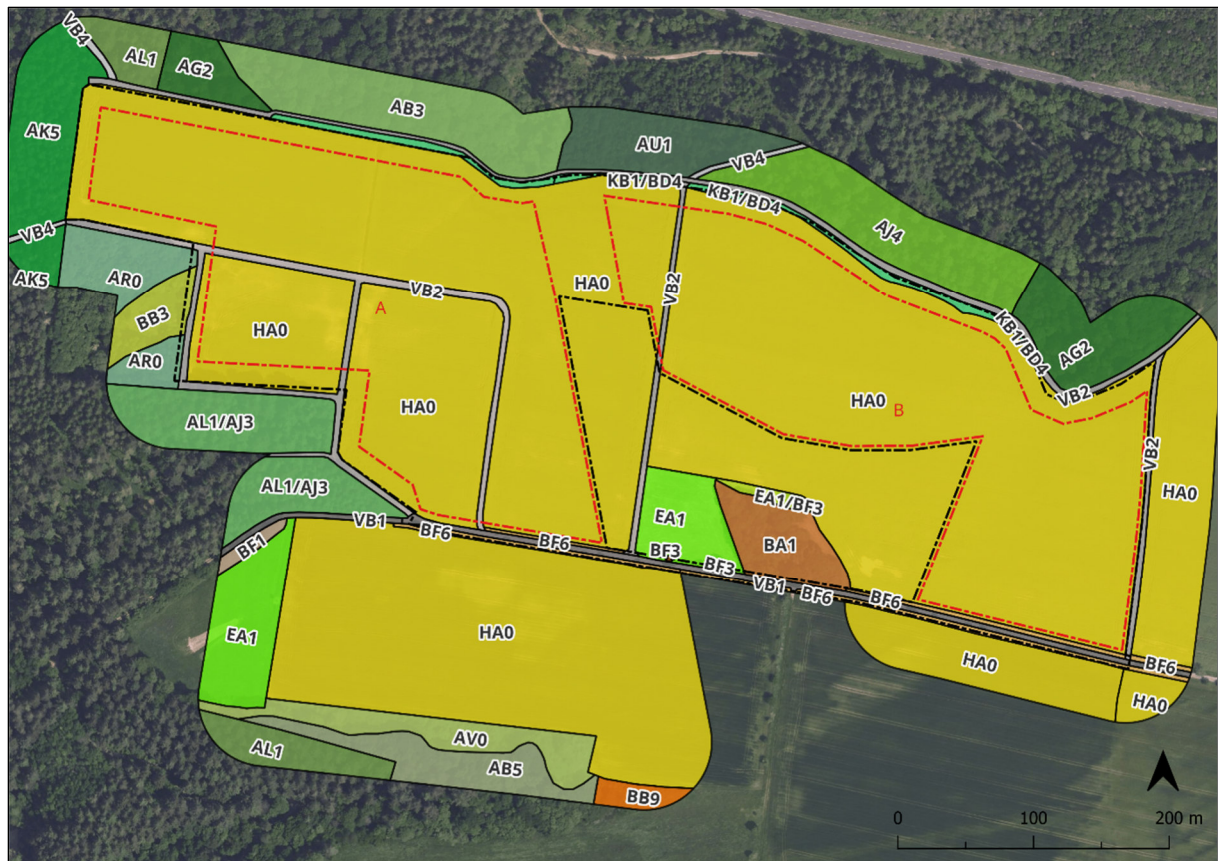 VB4
AL1
AG2
AB3
AK5
AU1
VB4
KB1/BD4
KB1/BD4
AJ4
VB4
AK5
AR0
HA0
VB2
VB2
BB3
HA0
A
AR0
HA0
HA0
B
KB1/BD4
AG2
VB2
VB2
HA0
AL1/AJ3
AL1/AJ3
VB1
BF6
BF6
EA1
EA1/BF3
BA1
BF3
BF3
VB1
BF6
BF6
BF1
EA1
HA0
HA0
BF6
HA0
AL1
AV0
AB5
BB9
0
100
200 m